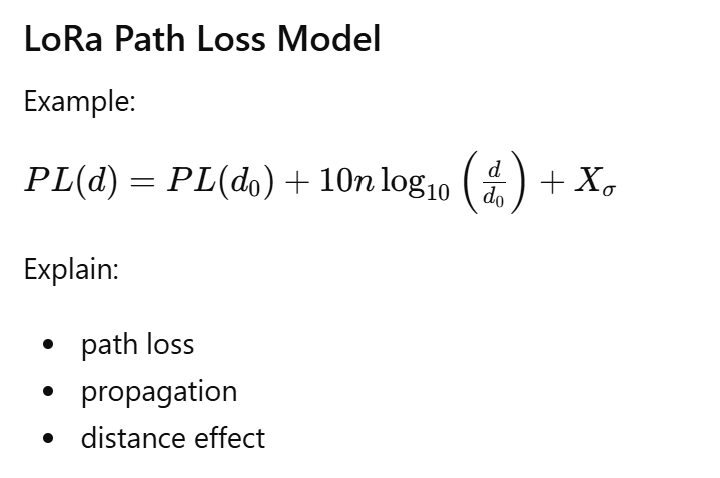 LoRa Path Loss Model
Example:
PL(d) = PL(d₀) + 10n log₁₀ (d/d₀) + X_σ
Explain:
• path loss
• propagation
• distance effect